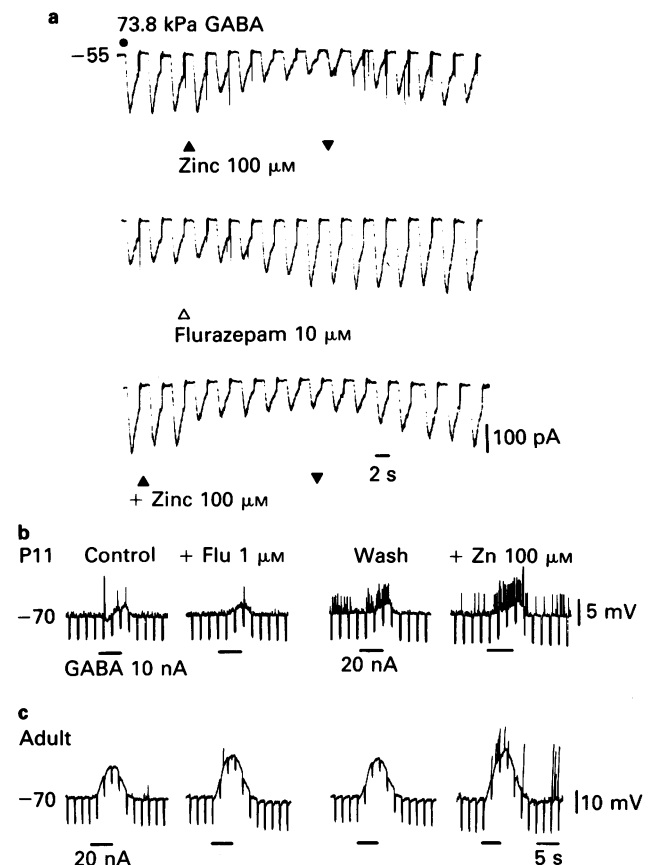 a
73.8 kPa GABA
−55
Zinc 100 μM
Flurazepam 10 μM
100 pA
2 s
+ Zinc 100 μM
b
P11 Control + Flu 1 μM Wash + Zn 100 μM
−70
5 mV
GABA 10 nA 20 nA
c
Adult
−70
10 mV
20 nA 5 s